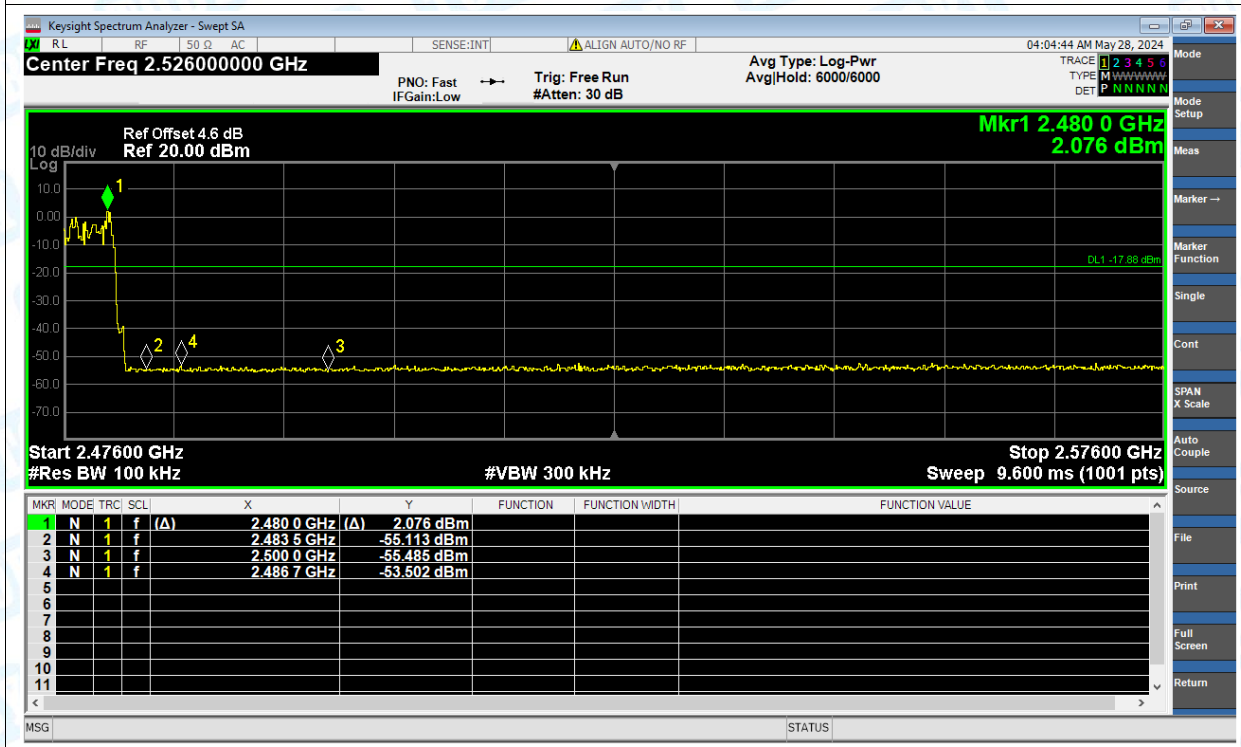 Keysight Spectrum Analyzer - Swept SA
LXI RL RF 50 Ω AC SENSE:INT ALIGN AUTO/NO RF 04:04:44 AM May 28, 2024
Center Freq 2.526000000 GHz
PNO: Fast
IFGain:Low
Trig: Free Run
#Atten: 30 dB
Avg Type: Log-Pwr
Avg|Hold: 6000/6000
TRACE 1 2 3 4 5 6
TYPE M WWWWW
DET P N N N N N
Ref Offset 4.6 dB
10 dB/div Ref 20.00 dBm
Log
Mkr1 2.480 0 GHz
2.076 dBm
10.0
0.00
-10.0
-20.0
-30.0
-40.0
-50.0
-60.0
-70.0
1
2
4
3
DL1 -17.88 dBm
Start 2.47600 GHz Stop 2.57600 GHz
#Res BW 100 kHz #VBW 300 kHz Sweep 9.600 ms (1001 pts)
MKR MODE TRC SCL X Y FUNCTION FUNCTION WIDTH FUNCTION VALUE
1 N 1 f (Δ) 2.480 0 GHz (Δ) 2.076 dBm
2 N 1 f 2.483 5 GHz -55.113 dBm
3 N 1 f 2.500 0 GHz -55.485 dBm
4 N 1 f 2.486 7 GHz -53.502 dBm
5
6
7
8
9
10
11
MSG STATUS
Mode
Mode
Setup
Meas
Marker →
Marker
Function
Single
Cont
SPAN
X Scale
Auto
Couple
Source
File
Print
Full
Screen
Return